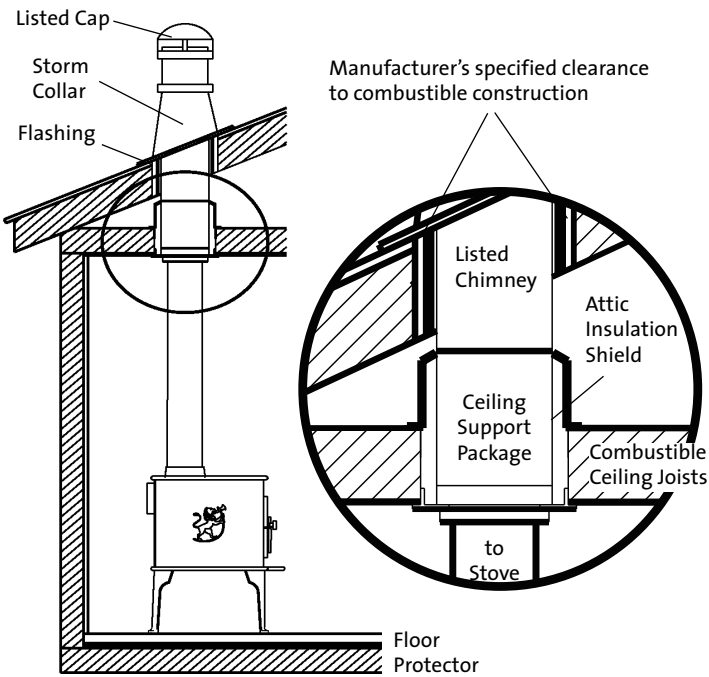 Listed Cap
Storm
Collar
Flashing
Manufacturer’s specified clearance
to combustible construction
Listed
Chimney
Attic
Insulation
Shield
Ceiling
Support
Package
Combustible
Ceiling Joists
to
Stove
Floor
Protector